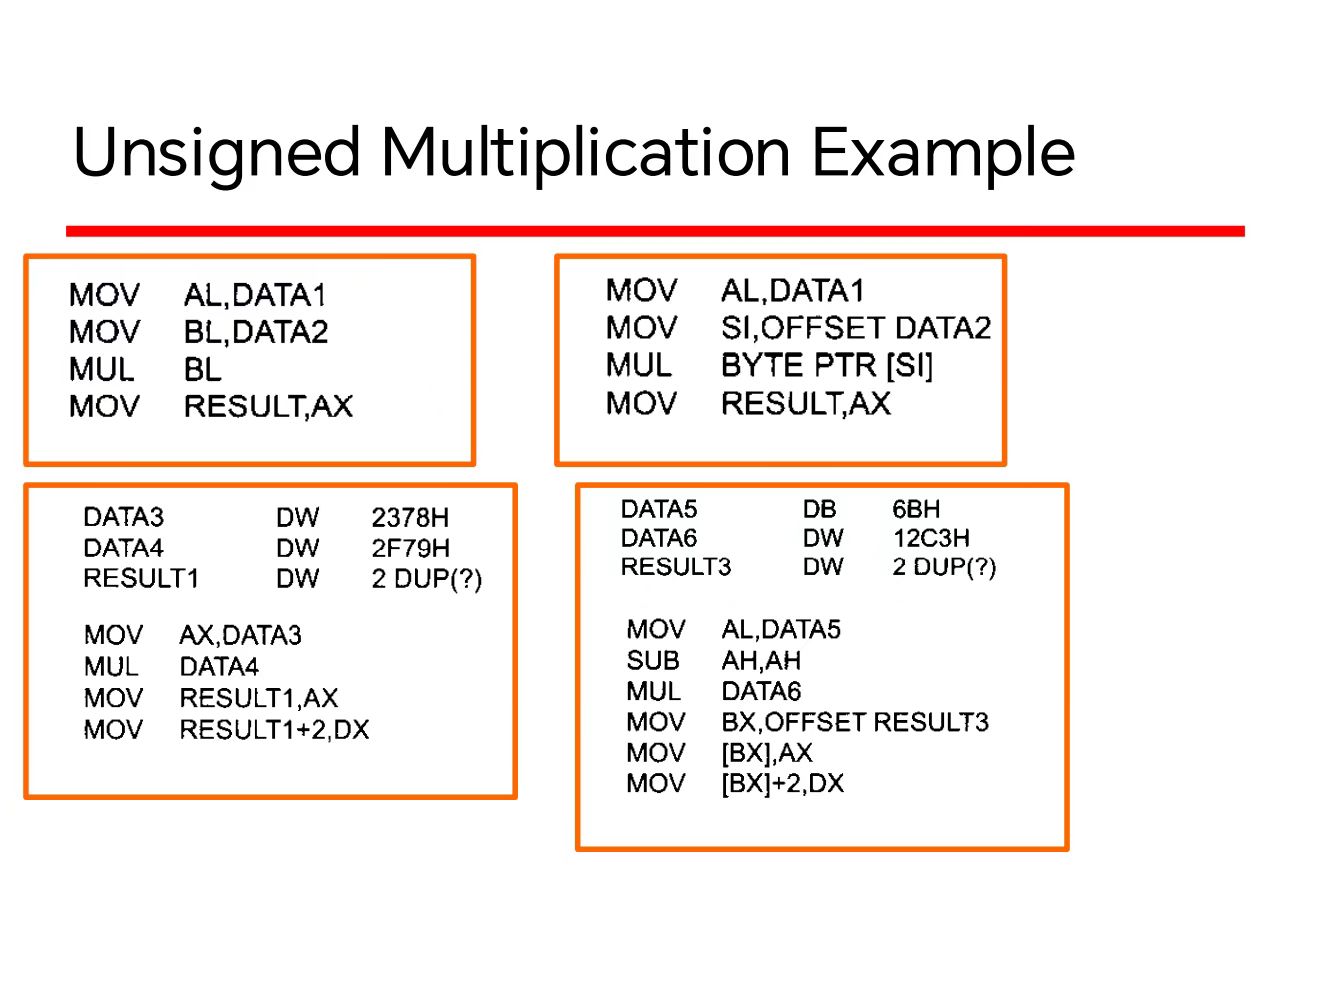 Unsigned Multiplication Example
MOV AL,DATA1
MOV BL,DATA2
MUL BL
MOV RESULT,AX
MOV AL,DATA1
MOV SI,OFFSET DATA2
MUL BYTE PTR [SI]
MOV RESULT,AX
DATA3 DW 2378H
DATA4 DW 2F79H
RESULT1 DW 2 DUP(?)
MOV AX,DATA3
MUL DATA4
MOV RESULT1,AX
MOV RESULT1+2,DX
DATA5 DB 6BH
DATA6 DW 12C3H
RESULT3 DW 2 DUP(?)
MOV AL,DATA5
SUB AH,AH
MUL DATA6
MOV BX,OFFSET RESULT3
MOV [BX],AX
MOV [BX]+2,DX